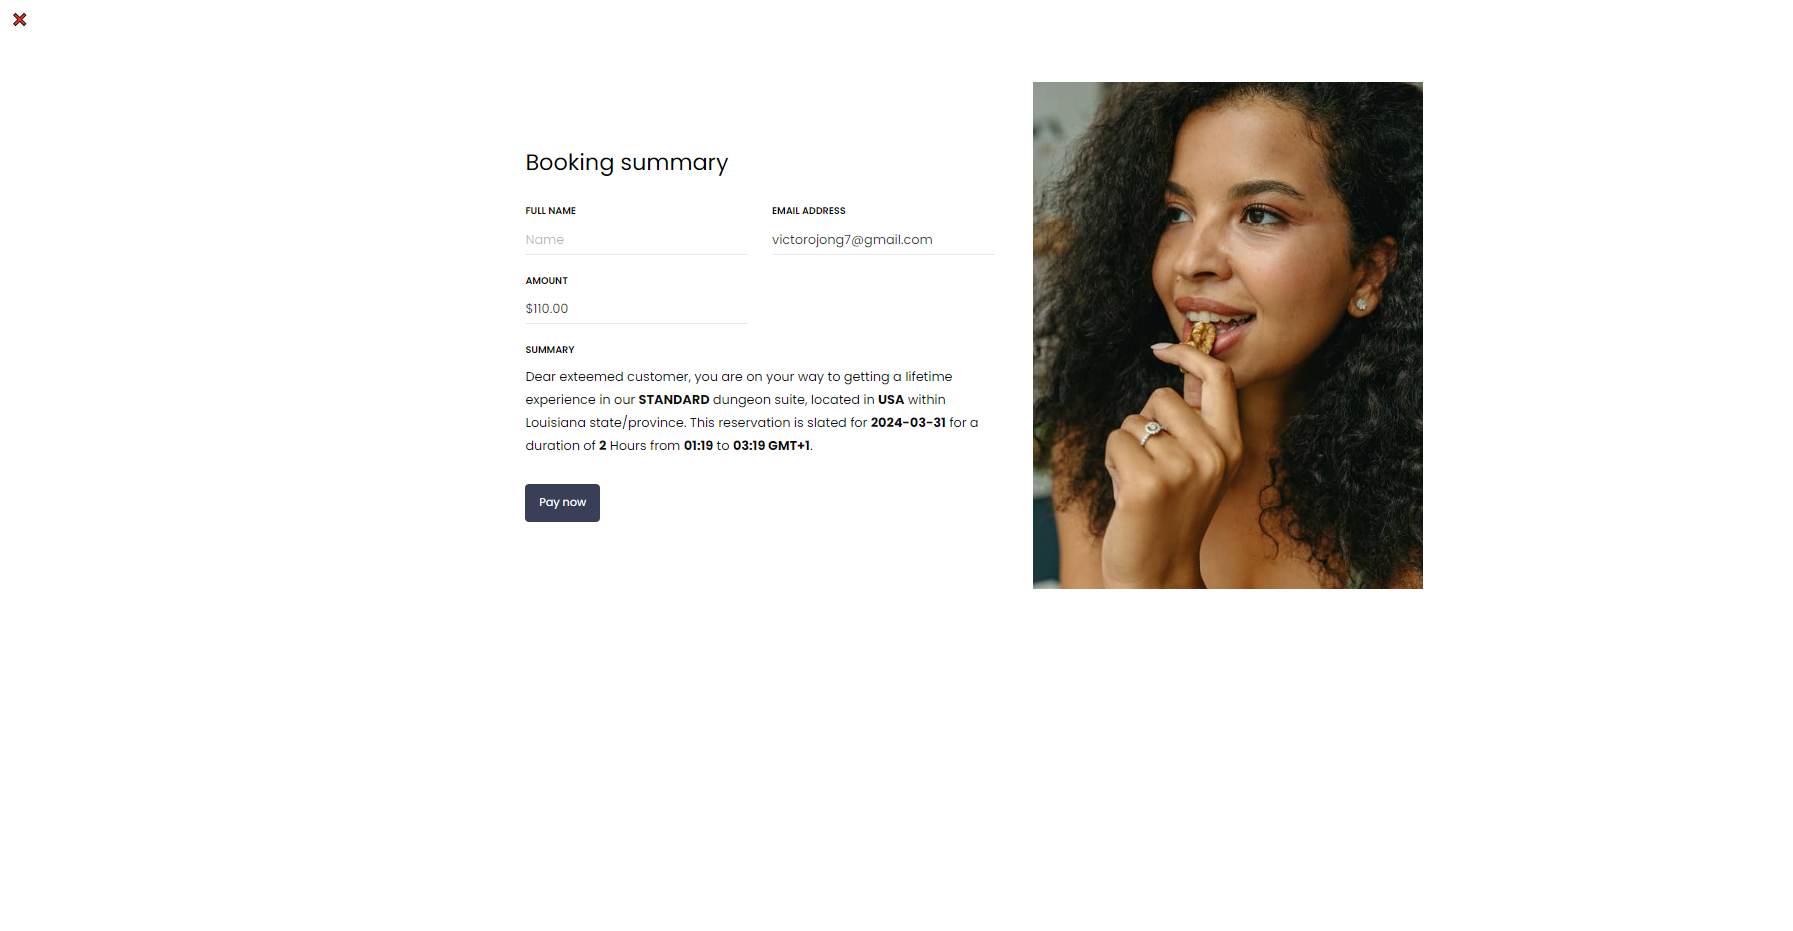 Booking summary
FULL NAME
EMAIL ADDRESS
Name
victorojong7@gmail.com
AMOUNT
$110.00
SUMMARY
Dear exteemed customer, you are on your way to getting a lifetime
experience in our STANDARD dungeon suite, located in USA within
Louisiana state/province. This reservation is slated for 2024-03-31 for a
duration of 2 Hours from 01:19 to 03:19 GMT+1.
Pay now